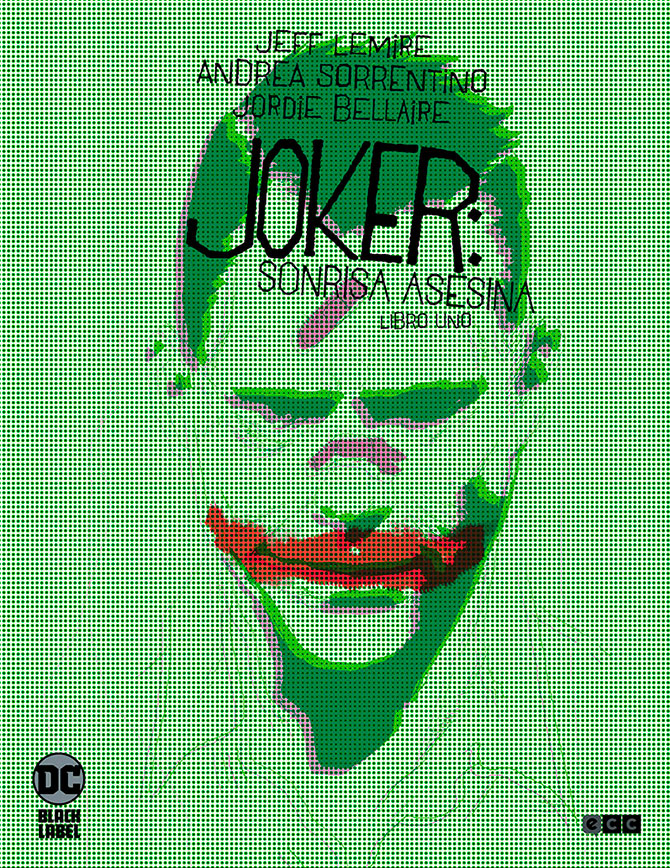 JEFF LEMIRE
ANDREA SORRENTINO
JORDIE BELLAIRE
JOKER:
SONRISA ASESINA
LIBRO UNO
DC
BLACK
LABEL
ecc